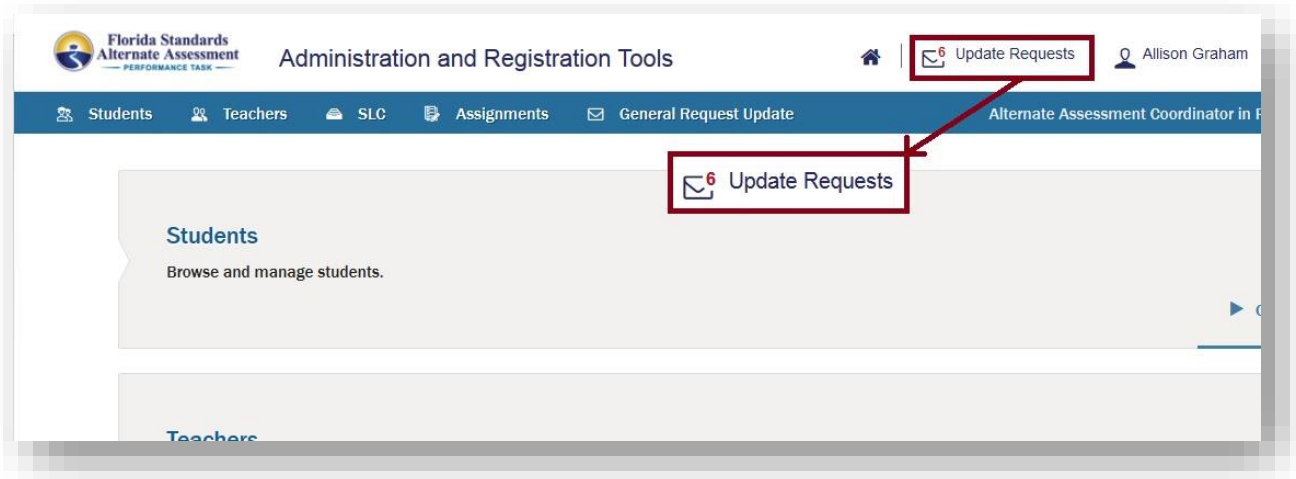 Florida Standards
Alternate Assessment
PERFORMANCE TASK
Administration and Registration Tools
6 Update Requests
Allison Graham
Students Teachers SLC Assignments General Request Update
Alternate Assessment Coordinator in
6 Update Requests
Students
Browse and manage students.
Teachers